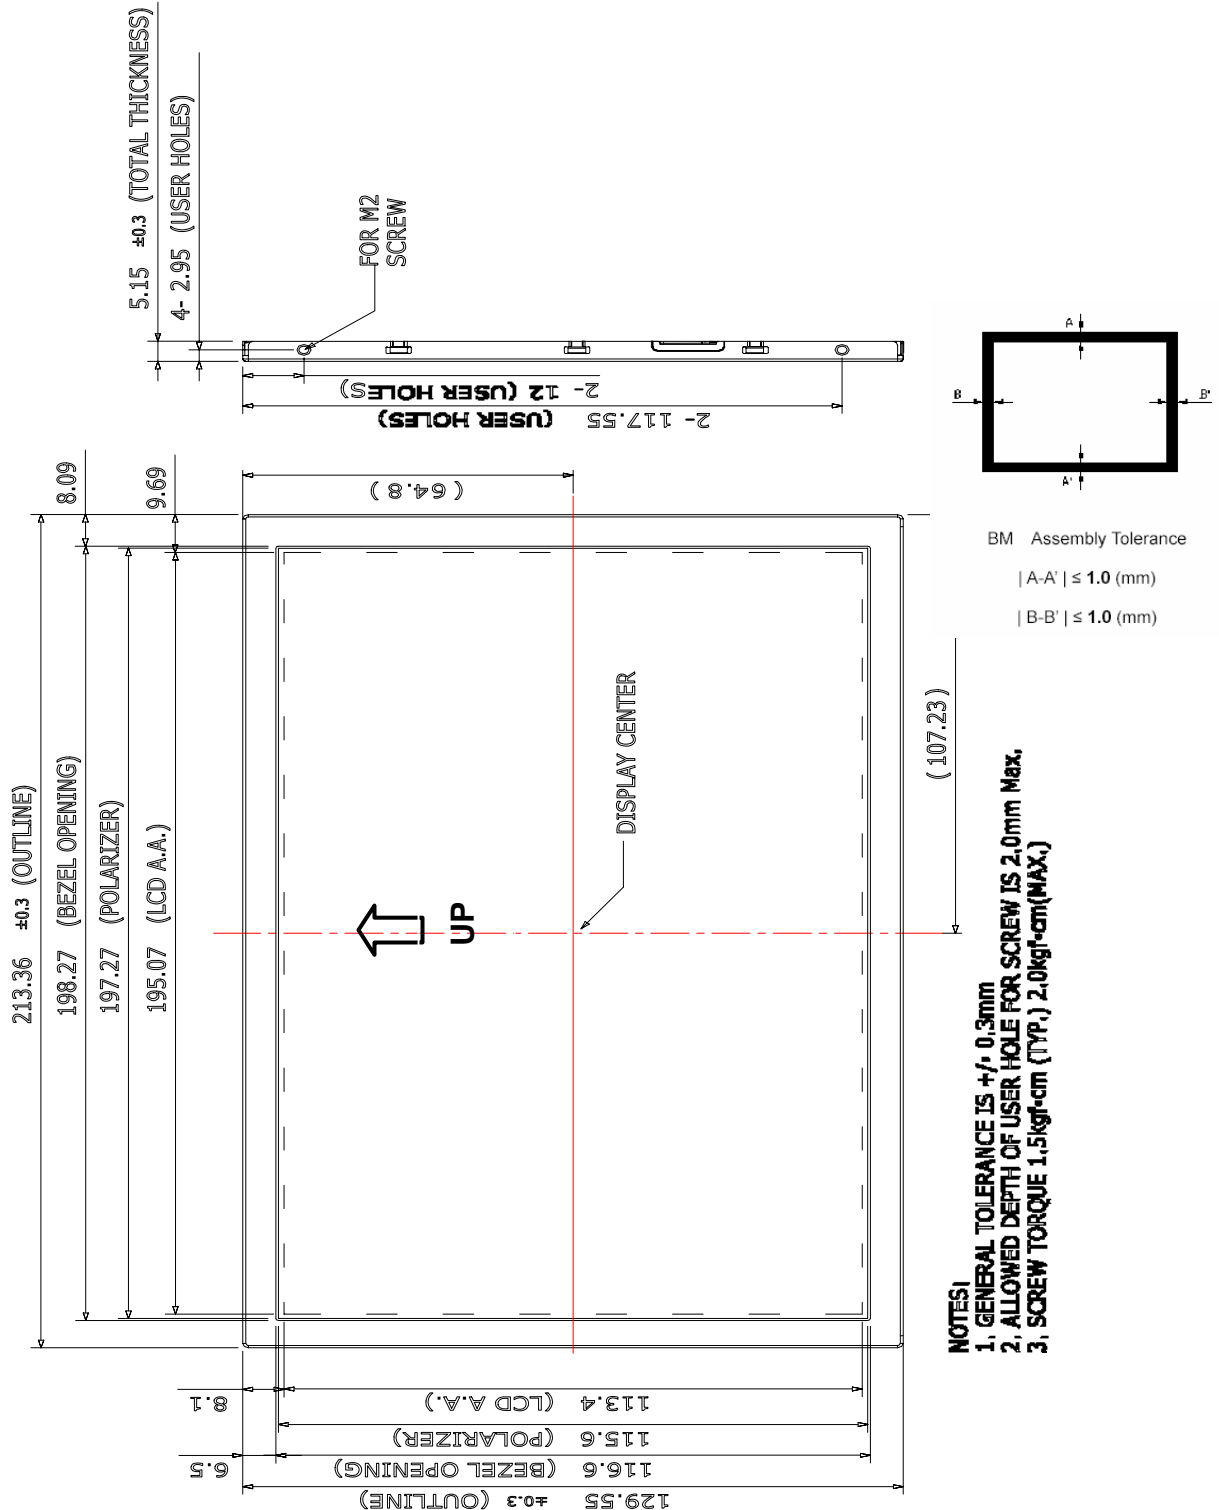 5.15 ±0.3 (TOTAL THICKNESS)
4- 2.95 (USER HOLES)
FOR M2
SCREW
2- 12 (USER HOLES)
2- 117.55 (USER HOLES)
A
B
B'
A'
BM Assembly Tolerance
| A-A' | ≤ 1.0 (mm)
| B-B' | ≤ 1.0 (mm)
8.09
9.69
( 64.8 )
213.36 ±0.3 (OUTLINE)
198.27 (BEZEL OPENING)
197.27 (POLARIZER)
195.07 (LCD A.A.)
UP
DISPLAY CENTER
( 107.23 )
8.1
113.4 (LCD A.A.)
115.6 (POLARIZER)
6.5
116.6 (BEZEL OPENING)
129.55 ±0.3 (OUTLINE)
NOTES:
1. GENERAL TOLERANCE IS +/- 0.3mm
2. ALLOWED DEPTH OF USER HOLE FOR SCREW IS 2.0mm Max.
3. SCREW TORQUE 1.5kgf•cm (TYP.) 2.0kgf•cm(MAX.)